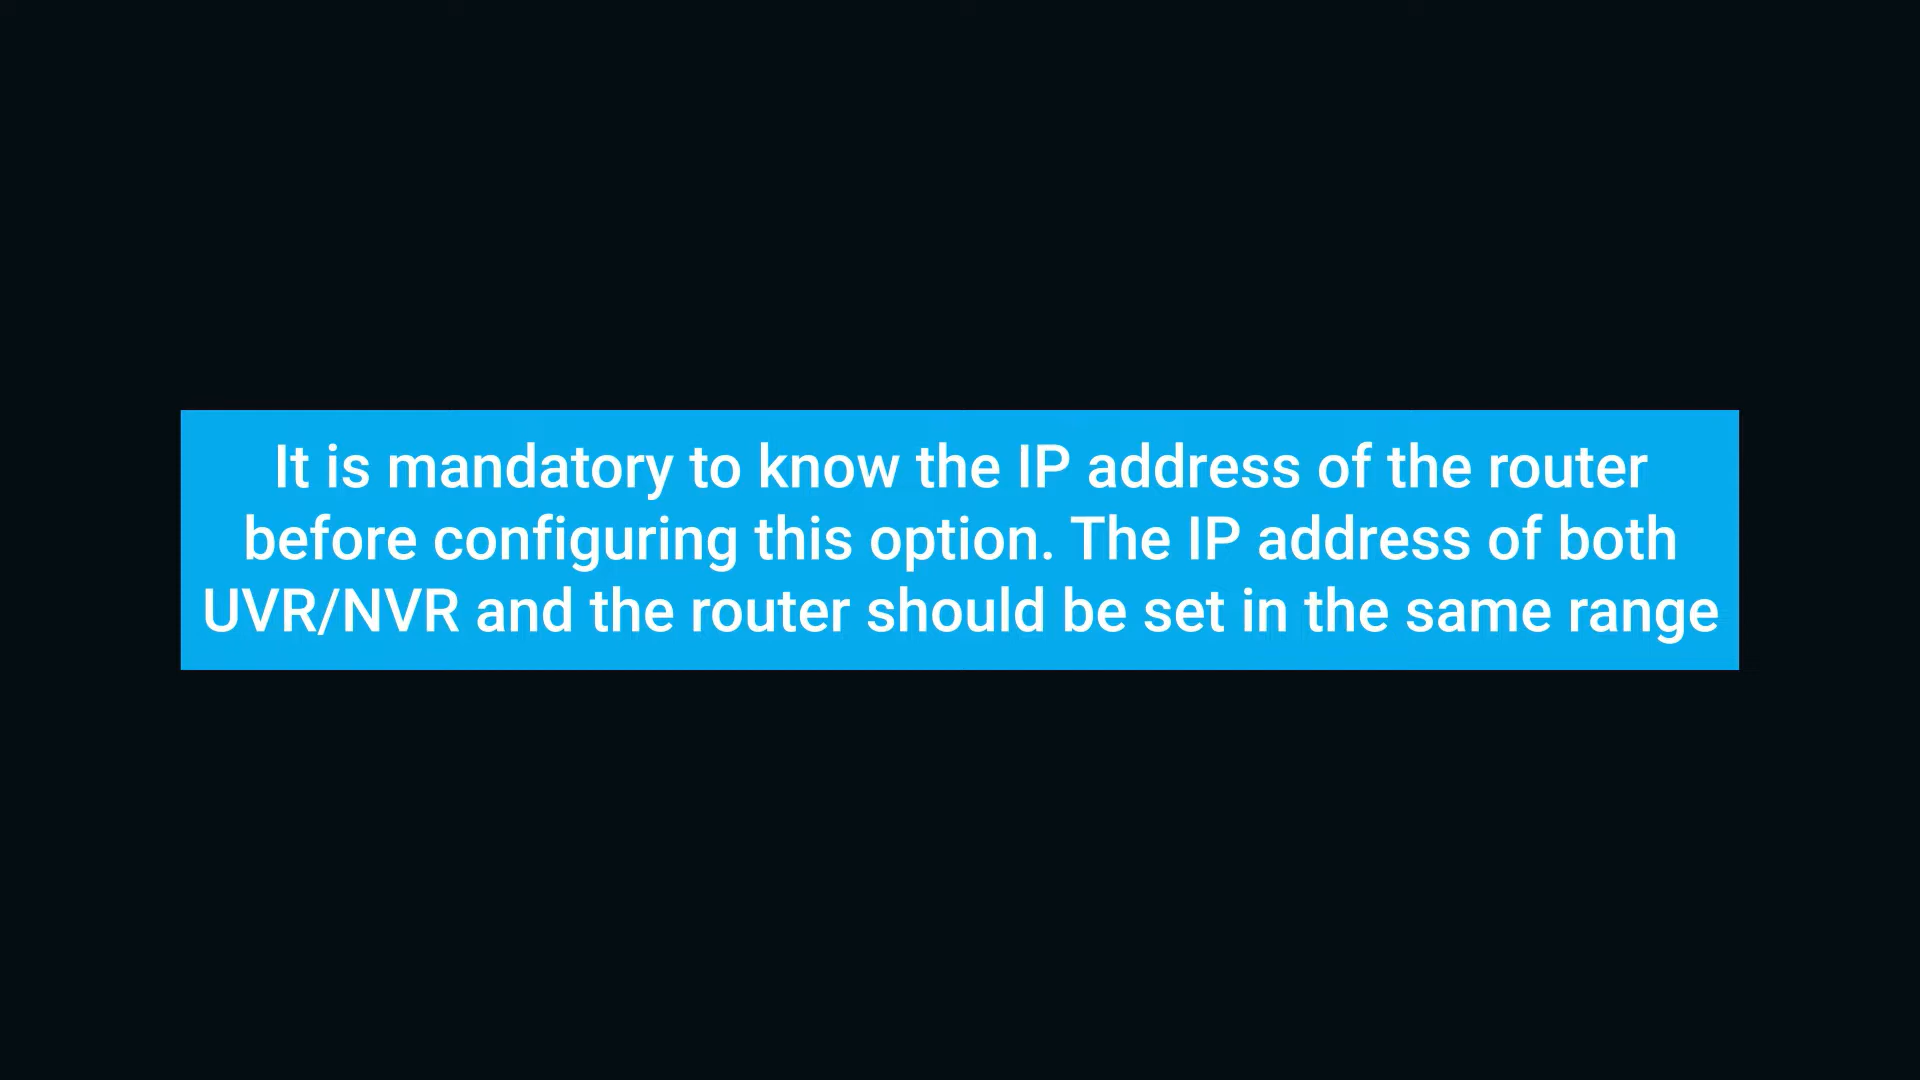 It is mandatory to know the IP address of the router
before configuring this option. The IP address of both
UVR/NVR and the router should be set in the same range